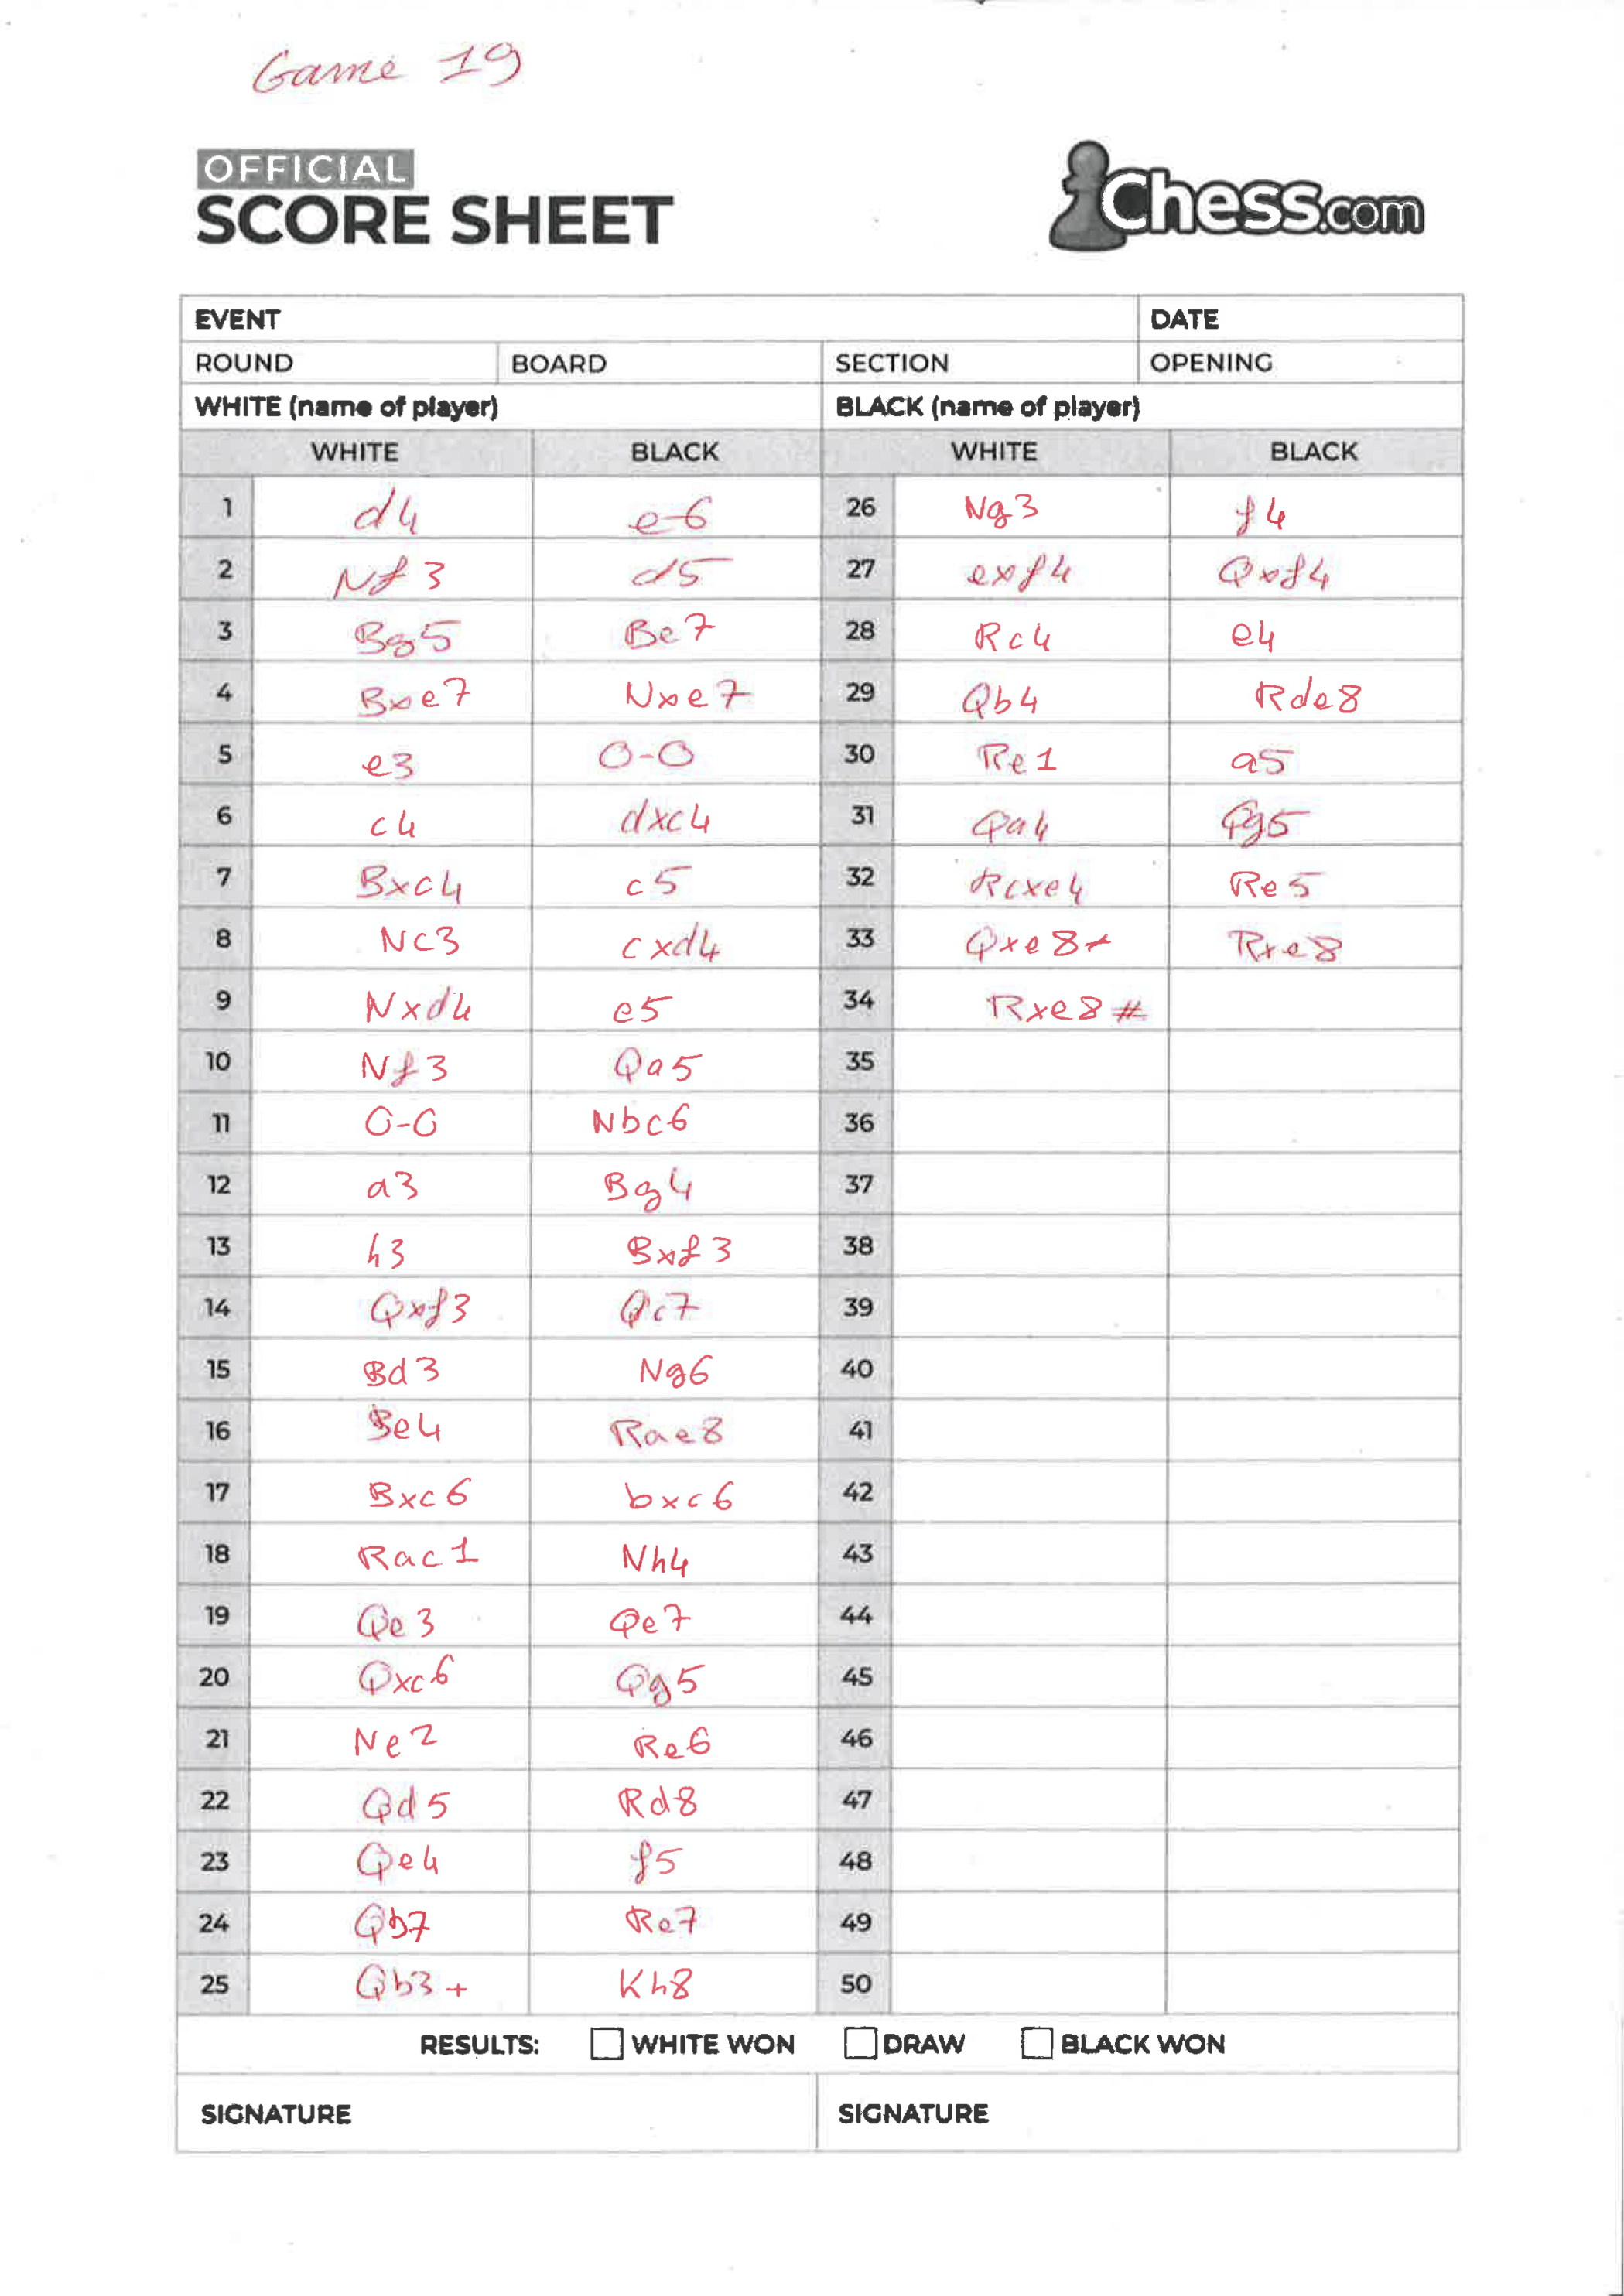 Game 19
OFFICIAL
SCORE SHEET
Chess.com
EVENT DATE
ROUND BOARD SECTION OPENING
WHITE (name of player) BLACK (name of player)
WHITE BLACK WHITE BLACK
1 d4 e6 26 Ng3 f4
2 Nf3 d5 27 exf4 Qxf4
3 Bg5 Be7 28 Rc4 e4
4 Bxe7 Nxe7 29 Qb4 Rde8
5 e3 0-0 30 Re1 a5
6 c4 dxc4 31 Qa4 Qg5
7 Bxc4 c5 32 Rcxe4 Re5
8 Nc3 cxd4 33 Qxe8+ Rxe8
9 Nxd4 e5 34 Rxe8#
10 Nf3 Qa5 35
11 0-0 Nbc6 36
12 a3 Bg4 37
13 h3 Bxf3 38
14 Qxf3 Qc7 39
15 Bd3 Ng6 40
16 Be4 Rae8 41
17 Bxc6 bxc6 42
18 Rac1 Nh4 43
19 Qe3 Qe7 44
20 Qxc6 Qg5 45
21 Ne2 Re6 46
22 Qd5 Rd8 47
23 Qe4 f5 48
24 Qb7 Re7 49
25 Qb3+ Kh8 50
RESULTS: WHITE WON DRAW BLACK WON
SIGNATURE SIGNATURE